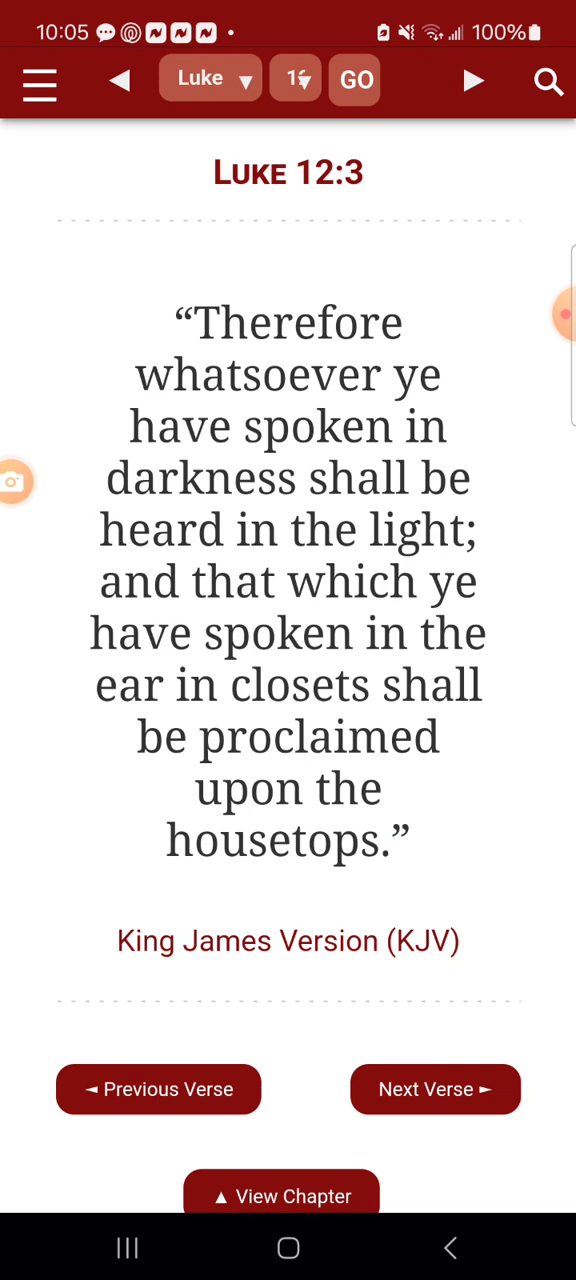 10:05 100%
Luke GO
LUKE 12:3
“Therefore
whatsoever ye
have spoken in
darkness shall be
heard in the light;
and that which ye
have spoken in the
ear in closets shall
be proclaimed
upon the
housetops.”
King James Version (KJV)
◄ Previous Verse Next Verse ►
▲ View Chapter